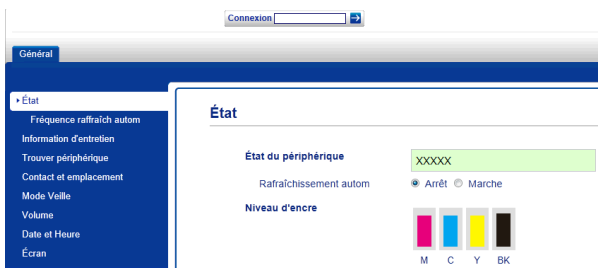 Connexion
Général
État
Fréquence raffraîch autom
Information d'entretien
Trouver périphérique
Contact et emplacement
Mode Veille
Volume
Date et Heure
Écran
État
État du périphérique XXXXX
Rafraîchissement autom Arrêt Marche
Niveau d'encre
M C Y BK